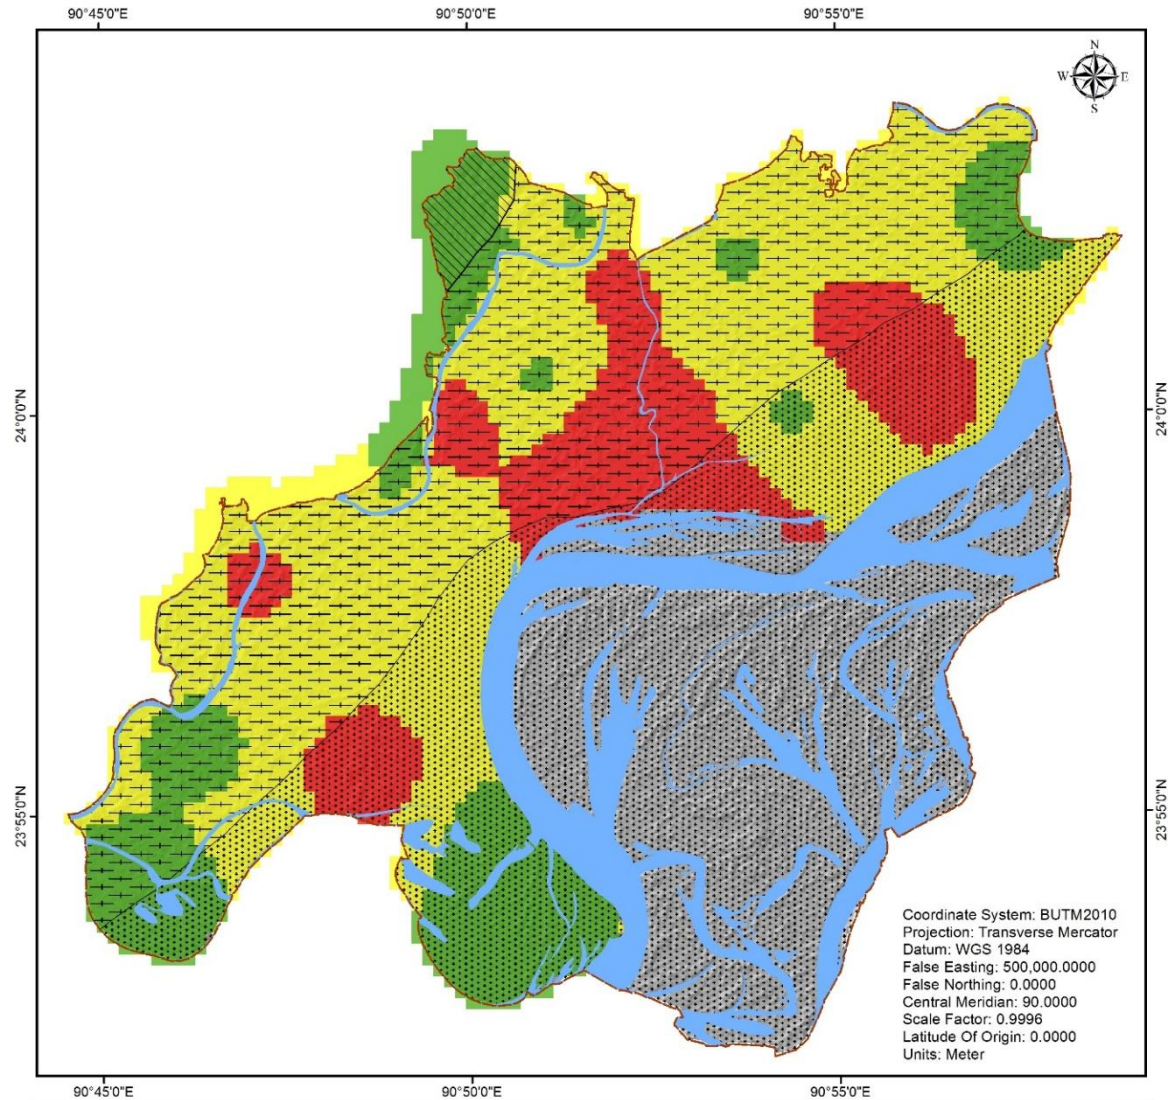 90°45'0"E
90°50'0"E
90°55'0"E
N
W
E
S
24°0'0"N
24°0'0"N
23°55'0"N
23°55'0"N
Coordinate System: BUTM2010
Projection: Transverse Mercator
Datum: WGS 1984
False Easting: 500,000.0000
False Northing: 0.0000
Central Meridian: 90.0000
Scale Factor: 0.9996
Latitude Of Origin: 0.0000
Units: Meter
90°45'0"E
90°50'0"E
90°55'0"E